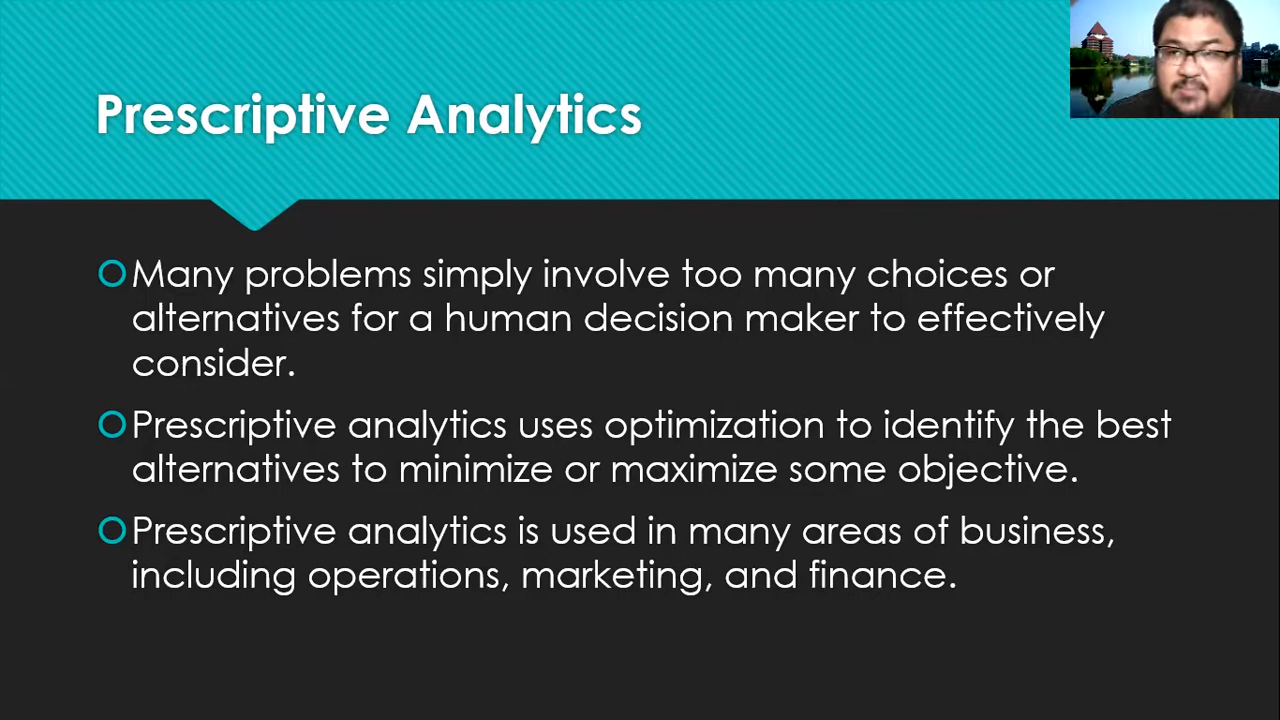 Prescriptive Analytics
Many problems simply involve too many choices or
alternatives for a human decision maker to effectively
consider.
Prescriptive analytics uses optimization to identify the best
alternatives to minimize or maximize some objective.
Prescriptive analytics is used in many areas of business,
including operations, marketing, and finance.